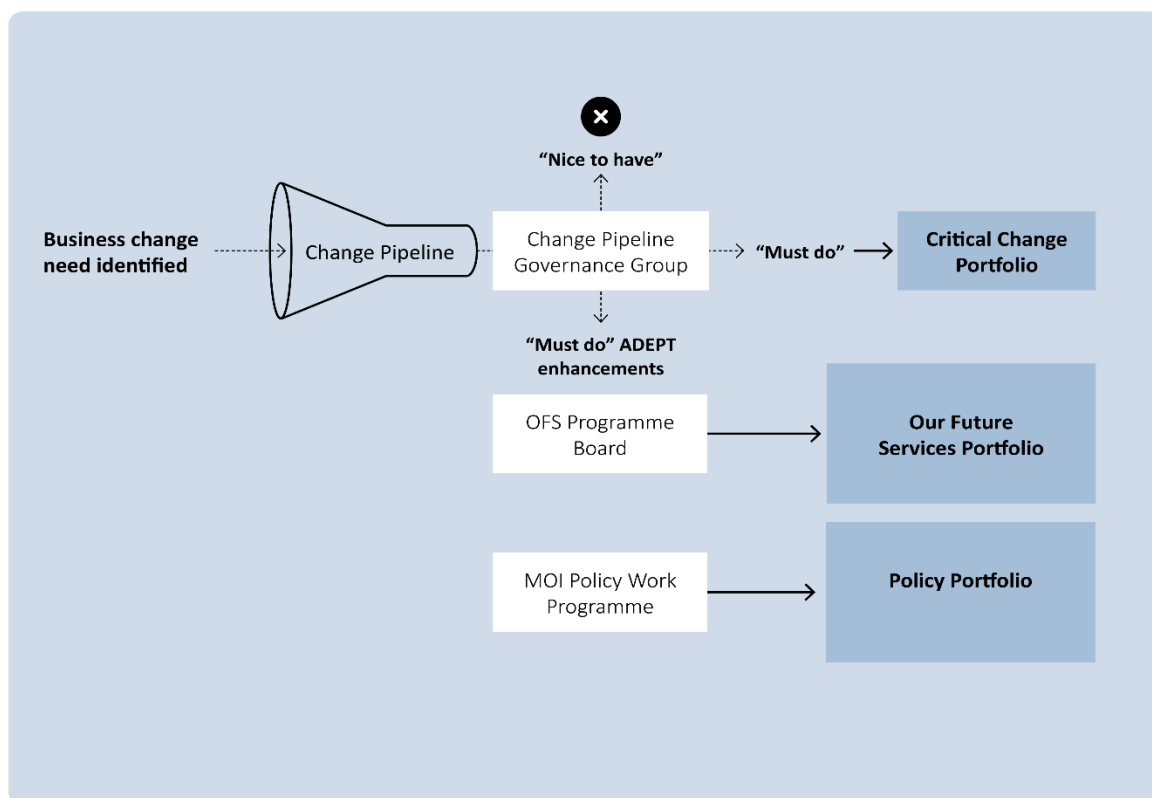 “Nice to have”
Business change
need identified
Change Pipeline
Change Pipeline
Governance Group
“Must do”
Critical Change
Portfolio
“Must do” ADEPT
enhancements
OFS Programme
Board
Our Future
Services Portfolio
MOI Policy Work
Programme
Policy Portfolio